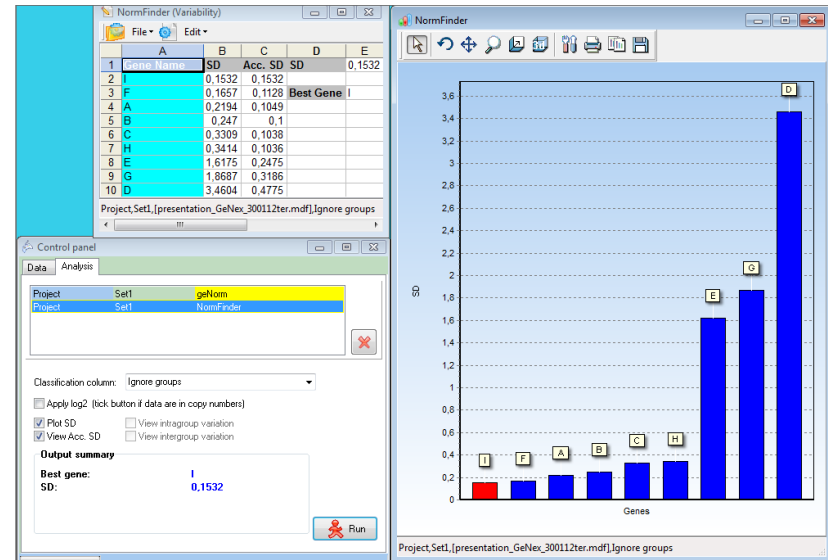 NormFinder (Variability)
File Edit
A B C D E
1 Gene Name SD Acc. SD SD 0,1532
2 I 0,1532 0,1532
3 F 0,1657 0,1128 Best Gene I
4 A 0,2194 0,1049
5 B 0,247 0,1
6 C 0,3309 0,1038
7 H 0,3414 0,1036
8 E 1,6175 0,2475
9 G 1,8687 0,3186
10 D 3,4604 0,4775
Project,Set1,[presentation_GeNex_300112ter.mdf],Ignore groups
Control panel
Data Analysis
Project Set1 geNorm
Project Set1 NormFinder
Classification column: Ignore groups
Apply log2 (tick button if data are in copy numbers)
Plot SD View intragroup variation
View Acc. SD View intergroup variation
Output summary
Best gene: I
SD: 0,1532
Run
NormFinder
3D
SD
3,6
3,4
3,2
3
2,8
2,6
2,4
2,2
2
1,8
1,6
1,4
1,2
1
0,8
0,6
0,4
0,2
0
I F A B C H E G D
Genes
Project,Set1,[presentation_GeNex_300112ter.mdf],Ignore groups